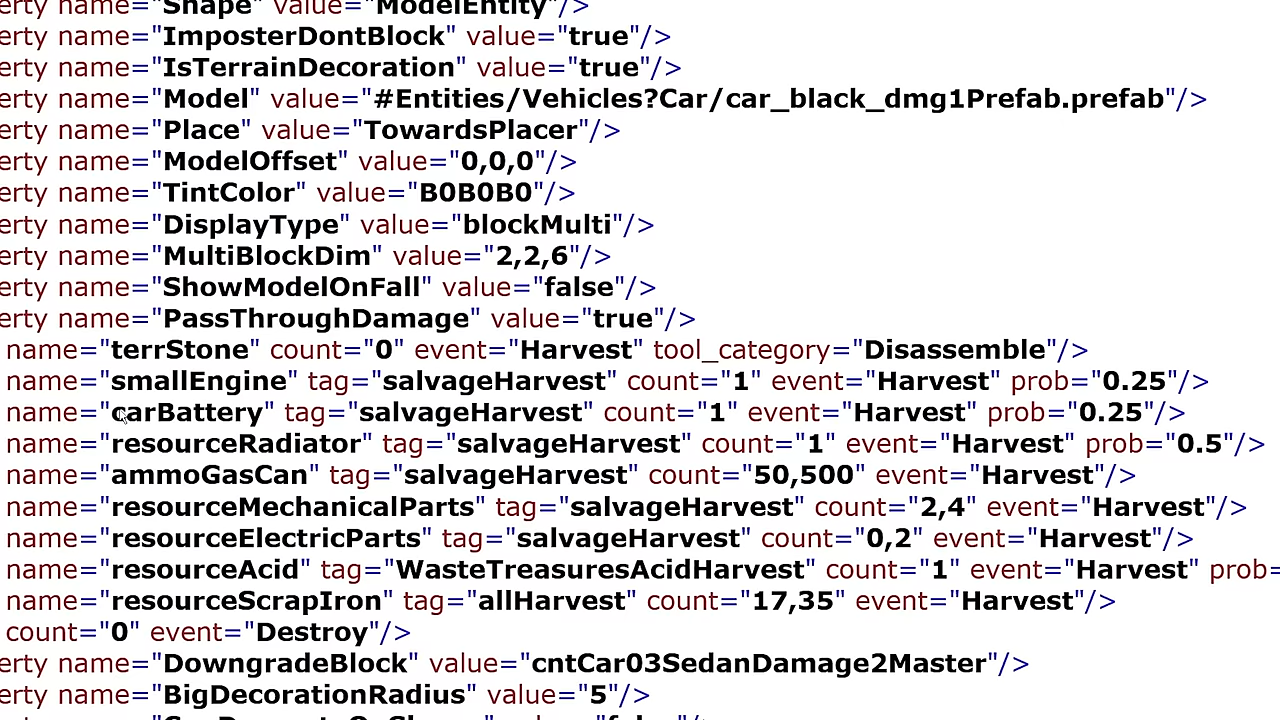 erty name="Shape" value="ModelEntity"/>
erty name="ImposterDontBlock" value="true"/>
erty name="IsTerrainDecoration" value="true"/>
erty name="Model" value="#Entities/Vehicles?Car/car_black_dmg1Prefab.prefab"/>
erty name="Place" value="TowardsPlacer"/>
erty name="ModelOffset" value="0,0,0"/>
erty name="TintColor" value="B0B0B0"/>
erty name="DisplayType" value="blockMulti"/>
erty name="MultiBlockDim" value="2,2,6"/>
erty name="ShowModelOnFall" value="false"/>
erty name="PassThroughDamage" value="true"/>
name="terrStone" count="0" event="Harvest" tool_category="Disassemble"/>
name="smallEngine" tag="salvageHarvest" count="1" event="Harvest" prob="0.25"/>
name="carBattery" tag="salvageHarvest" count="1" event="Harvest" prob="0.25"/>
name="resourceRadiator" tag="salvageHarvest" count="1" event="Harvest" prob="0.5"/>
name="ammoGasCan" tag="salvageHarvest" count="50,500" event="Harvest"/>
name="resourceMechanicalParts" tag="salvageHarvest" count="2,4" event="Harvest"/>
name="resourceElectricParts" tag="salvageHarvest" count="0,2" event="Harvest"/>
name="resourceAcid" tag="WasteTreasuresAcidHarvest" count="1" event="Harvest" prob=
name="resourceScrapIron" tag="allHarvest" count="17,35" event="Harvest"/>
count="0" event="Destroy"/>
erty name="DowngradeBlock" value="cntCar03SedanDamage2Master"/>
erty name="BigDecorationRadius" value="5"/>